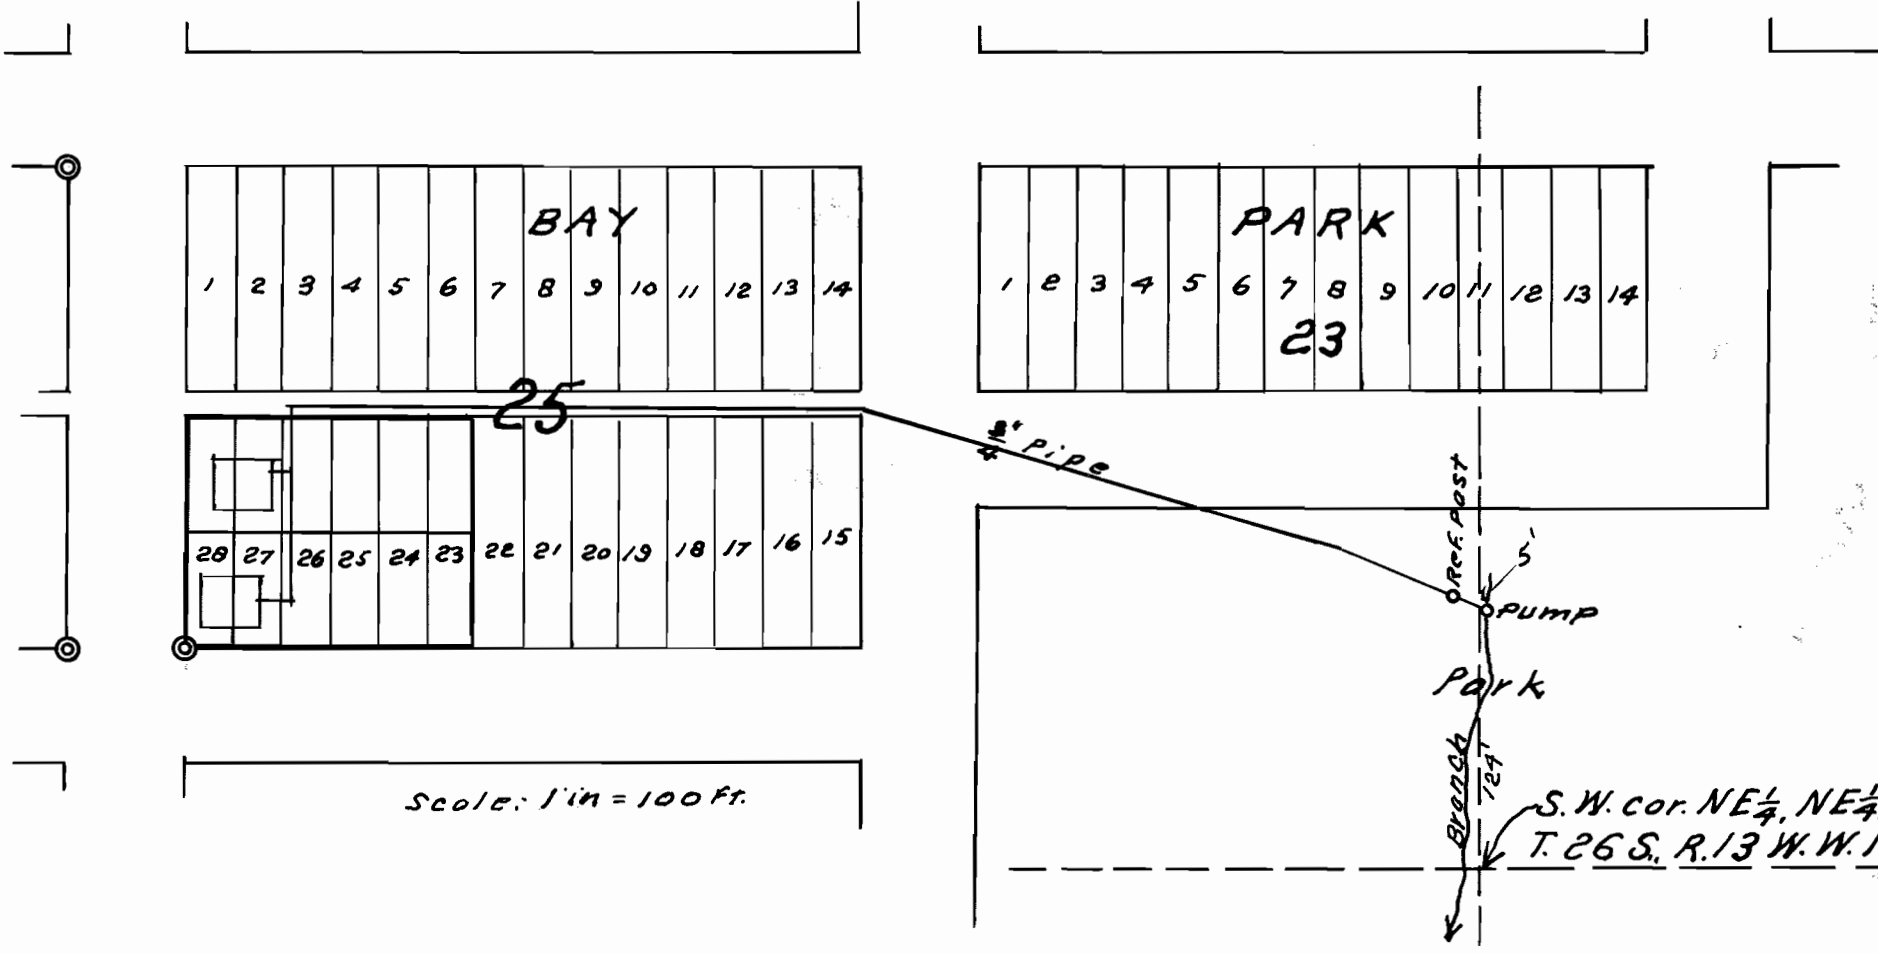 BAY
PARK
1 2 3 4 5 6 7 8 9 10 11 12 13 14
1 2 3 4 5 6 7 8 9 10 11 12 13 14
23
25
Pipe
Ref. Post
28 27 26 25 24 23 22 21 20 19 18 17 16 15
5'
Pump
Park
Branch
124'
Scale: 1 in = 100 Ft.
S.W. cor. NE¼, NE¼
T. 26 S., R. 13 W. W.